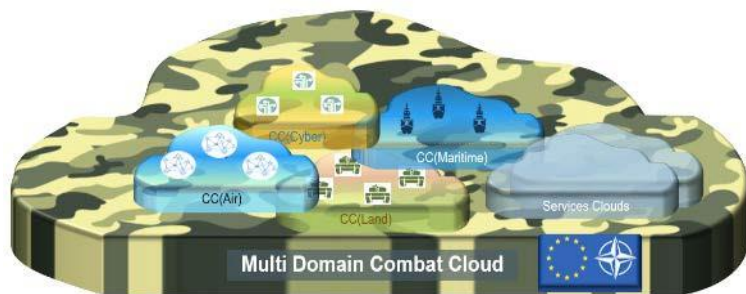 CC(Cyber)
CC(Maritime)
CC(Air)
CC(Land)
Services Clouds
Multi Domain Combat Cloud